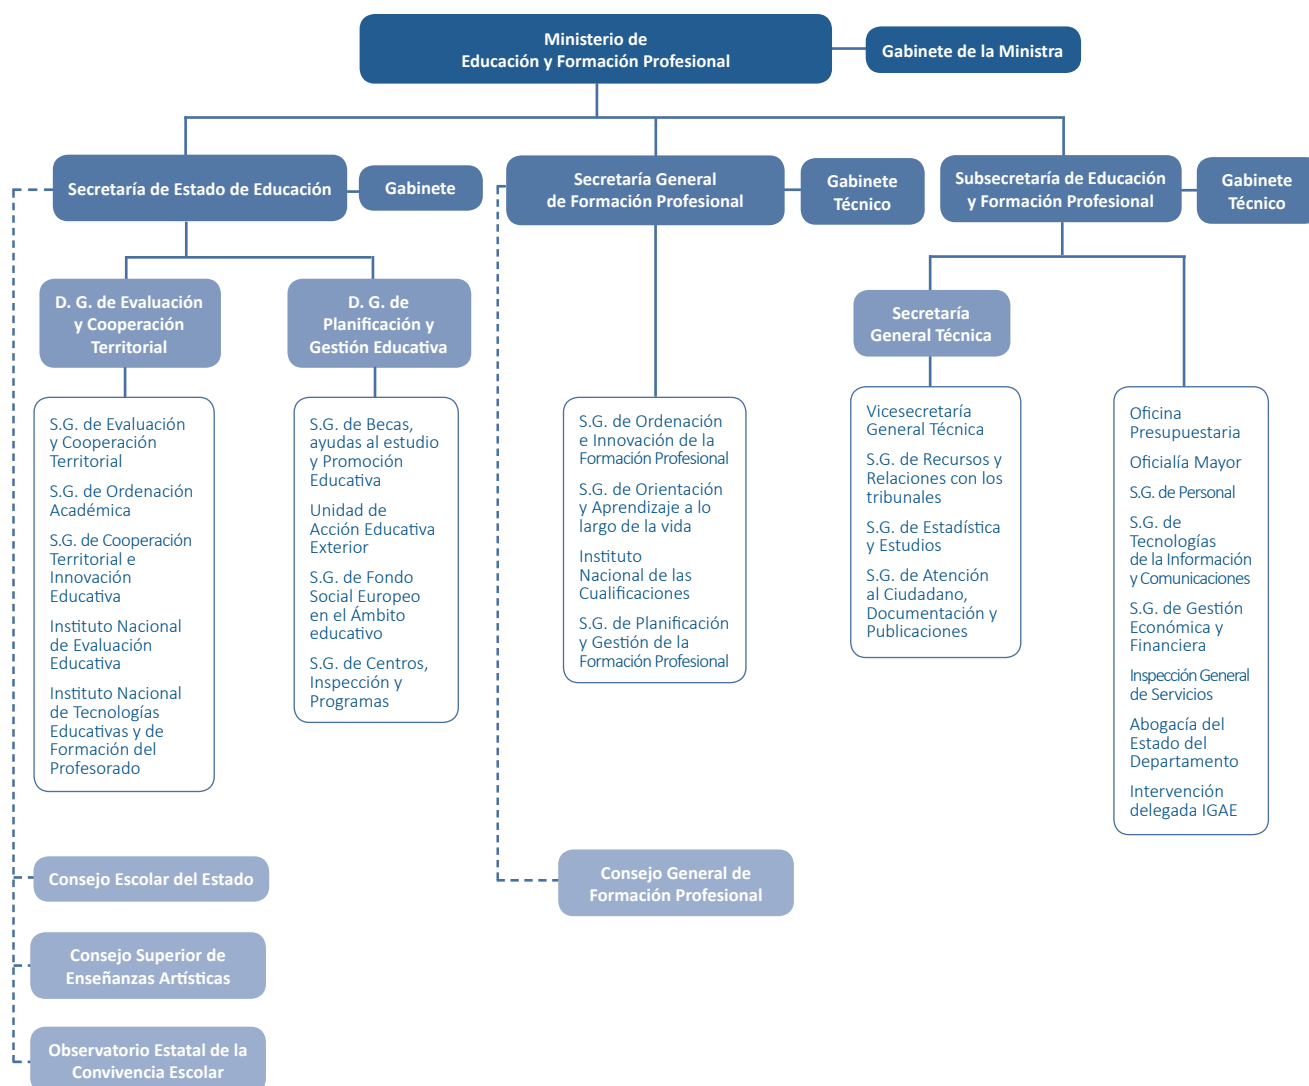 Ministerio de
Educación y Formación Profesional
Gabinete de la Ministra
Secretaría de Estado de Educación
Gabinete
Secretaría General
de Formación Profesional
Gabinete
Técnico
Subsecretaría de Educación
y Formación Profesional
Gabinete
Técnico
D. G. de Evaluación
y Cooperación
Territorial
D. G. de
Planificación y
Gestión Educativa
Secretaría
General Técnica
S.G. de Evaluación
y Cooperación
Territorial
S.G. de Ordenación
Académica
S.G. de Cooperación
Territorial e
Innovación
Educativa
Instituto Nacional
de Evaluación
Educativa
Instituto Nacional
de Tecnologías
Educativas y de
Formación del
Profesorado
S.G. de Becas,
ayudas al estudio
y Promoción
Educativa
Unidad de
Acción Educativa
Exterior
S.G. de Fondo
Social Europeo
en el Ámbito
educativo
S.G. de Centros,
Inspección y
Programas
S.G. de Ordenación
e Innovación de la
Formación Profesional
S.G. de Orientación
y Aprendizaje a lo
largo de la vida
Instituto
Nacional de las
Cualificaciones
S.G. de Planificación
y Gestión de la
Formación Profesional
Vicesecretaría
General Técnica
S.G. de Recursos y
Relaciones con los
tribunales
S.G. de Estadística
y Estudios
S.G. de Atención
al Ciudadano,
Documentación y
Publicaciones
Oficina
Presupuestaria
Oficialía Mayor
S.G. de Personal
S.G. de
Tecnologías
de la Información
y Comunicaciones
S.G. de Gestión
Económica y
Financiera
Inspección General
de Servicios
Abogacía del
Estado del
Departamento
Intervención
delegada IGAE
Consejo Escolar del Estado
Consejo General de
Formación Profesional
Consejo Superior de
Enseñanzas Artísticas
Observatorio Estatal de la
Convivencia Escolar